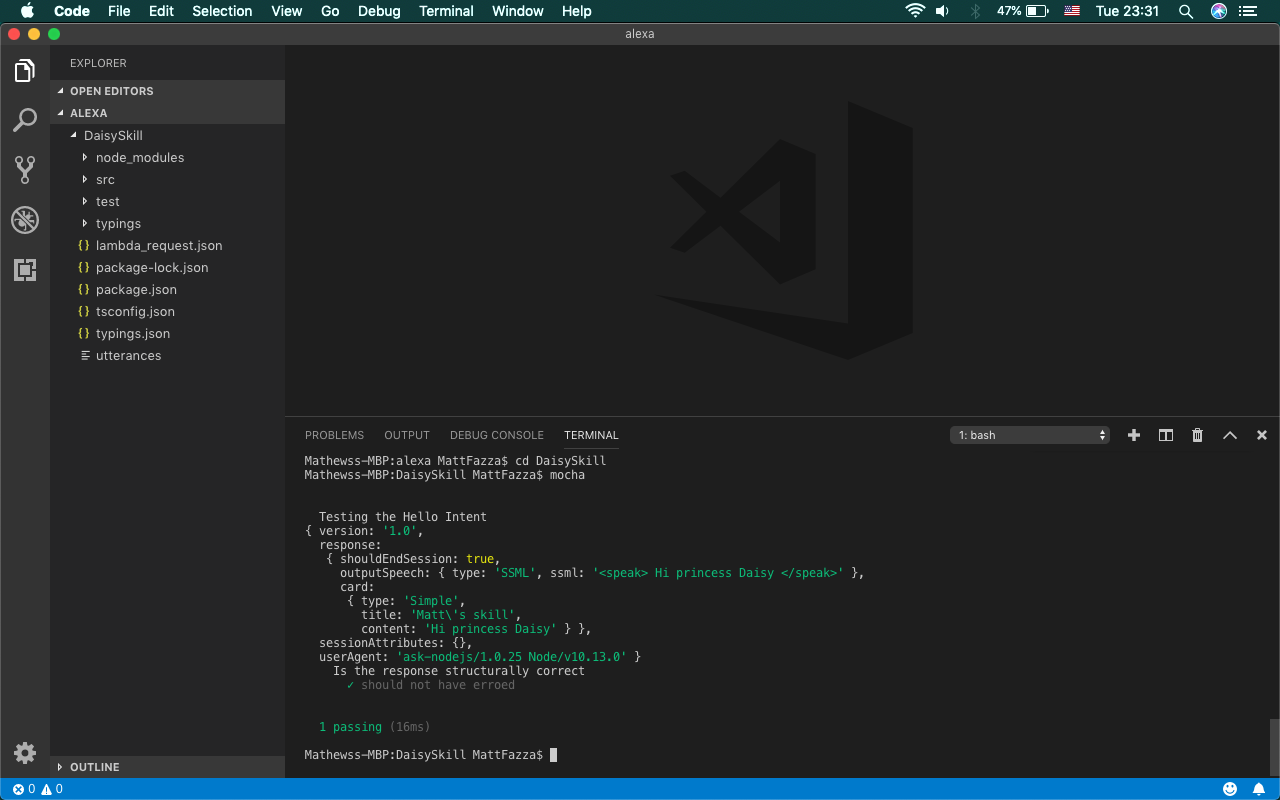 Code File Edit Selection View Go Debug Terminal Window Help 47% Tue 23:31
alexa
EXPLORER
OPEN EDITORS
ALEXA
DaisySkill
node_modules
src
test
typings
{} lambda_request.json
{} package-lock.json
{} package.json
{} tsconfig.json
{} typings.json
utterances
OUTLINE
PROBLEMS OUTPUT DEBUG CONSOLE TERMINAL 1: bash
Mathewss-MBP:alexa MattFazza$ cd DaisySkill
Mathewss-MBP:DaisySkill MattFazza$ mocha
Testing the Hello Intent
{ version: '1.0',
response:
{ shouldEndSession: true,
outputSpeech: { type: 'SSML', ssml: '<speak> Hi princess Daisy </speak>' },
card:
{ type: 'Simple',
title: 'Matt\'s skill',
content: 'Hi princess Daisy' } },
sessionAttributes: {},
userAgent: 'ask-nodejs/1.0.25 Node/v10.13.0' }
Is the response structurally correct
✓ should not have erroed
1 passing (16ms)
Mathewss-MBP:DaisySkill MattFazza$
0 0